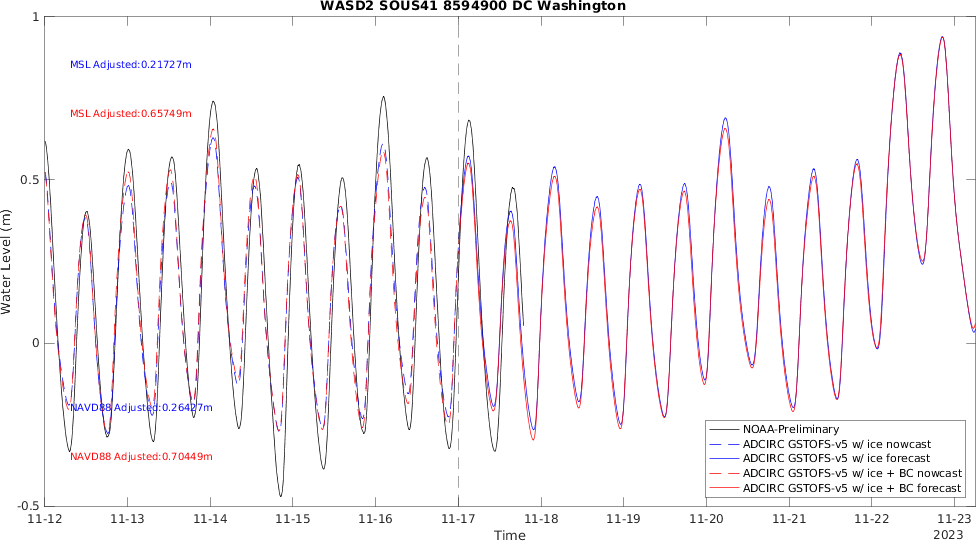 WASD2 SOUS41 8594900 DC Washington
1
MSL Adjusted:0.21727m
MSL Adjusted:0.65749m
0.5
Water Level (m)
0
NAVD88 Adjusted:0.26427m
NAVD88 Adjusted:0.70449m
NOAA-Preliminary
ADCIRC GSTOFS-v5 w/ ice nowcast
ADCIRC GSTOFS-v5 w/ ice forecast
ADCIRC GSTOFS-v5 w/ ice + BC nowcast
ADCIRC GSTOFS-v5 w/ ice + BC forecast
-0.5
11-12 11-13 11-14 11-15 11-16 11-17 11-18 11-19 11-20 11-21 11-22 11-23
Time
2023